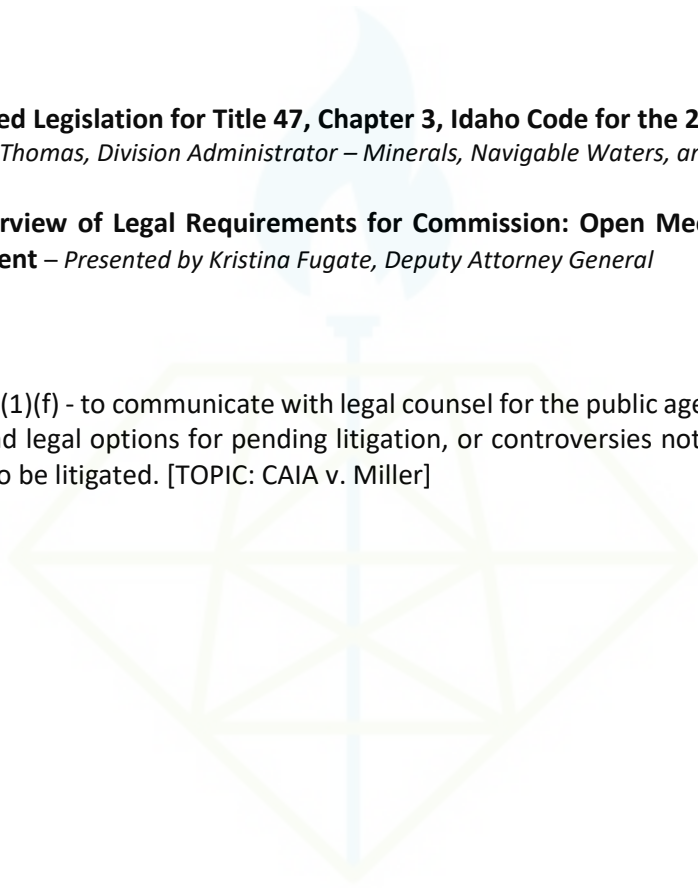 ed Legislation for Title 47, Chapter 3, Idaho Code for the 2
Thomas, Division Administrator – Minerals, Navigable Waters, ar
rview of Legal Requirements for Commission: Open Mee
ent – Presented by Kristina Fugate, Deputy Attorney General
(1)(f) - to communicate with legal counsel for the public age
d legal options for pending litigation, or controversies not
o be litigated. [TOPIC: CAIA v. Miller]